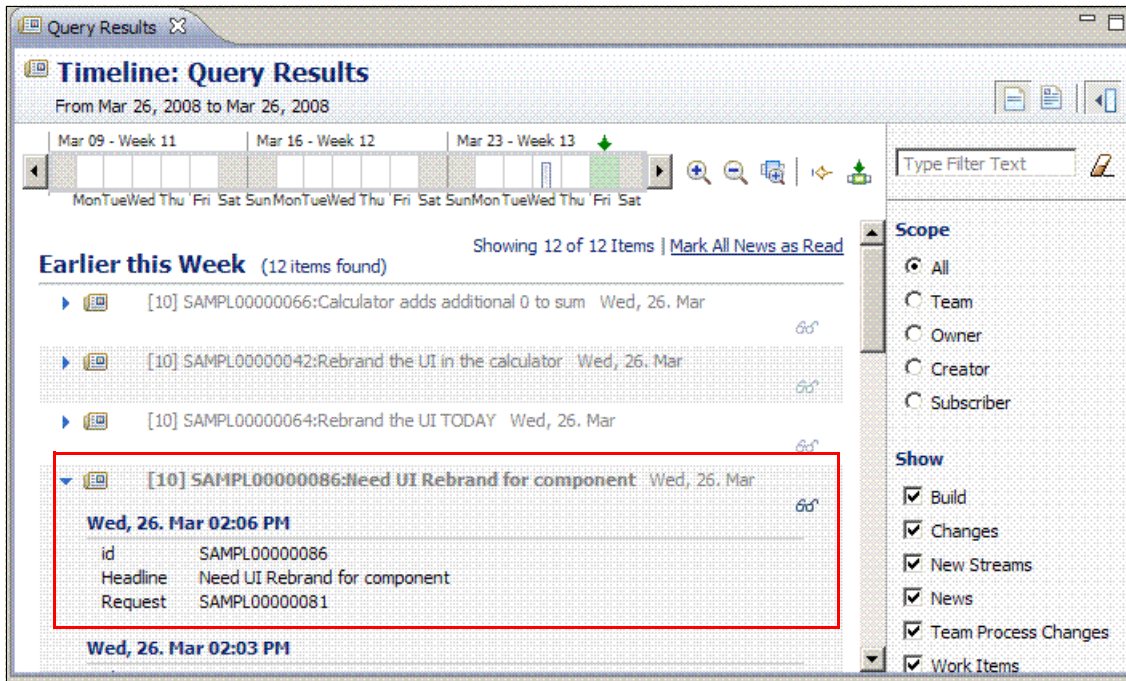 Query Results
Timeline: Query Results
From Mar 26, 2008 to Mar 26, 2008
Mar 09 - Week 11 Mar 16 - Week 12 Mar 23 - Week 13
Mon Tue Wed Thu Fri Sat Sun Mon Tue Wed Thu Fri Sat Sun Mon Tue Wed Thu Fri Sat
Showing 12 of 12 Items | Mark All News as Read
Earlier this Week (12 items found)
[10] SAMPL00000066:Calculator adds additional 0 to sum Wed, 26. Mar
[10] SAMPL00000042:Rebrand the UI in the calculator Wed, 26. Mar
[10] SAMPL00000064:Rebrand the UI TODAY Wed, 26. Mar
[10] SAMPL00000086:Need UI Rebrand for component Wed, 26. Mar
Wed, 26. Mar 02:06 PM
id SAMPL00000086
Headline Need UI Rebrand for component
Request SAMPL00000081
Wed, 26. Mar 02:03 PM
Type Filter Text
Scope
All
Team
Owner
Creator
Subscriber
Show
Build
Changes
New Streams
News
Team Process Changes
Work Items